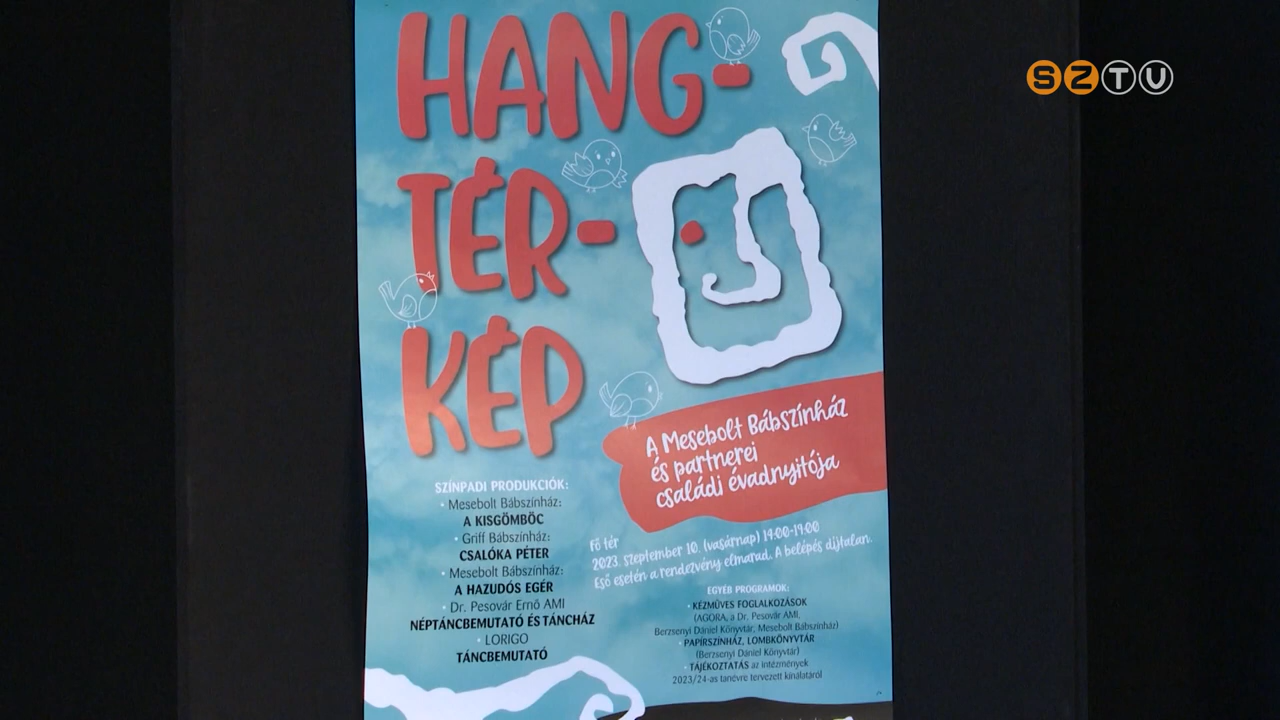 HANG-
TÉR-
KÉP
SZTV
A Mesebolt Bábszínház
és partnerei
családi évadnyitója
Fő tér
2023. szeptember 10. (vasárnap) 14:00-19:00
Eső esetén a rendezvény elmarad. A belépés díjtalan.
SZÍNPADI PRODUKCIÓK:
• Mesebolt Bábszínház:
A KISGÖMBÖC
• Griff Bábszínház:
CSALÓKA PÉTER
• Mesebolt Bábszínház:
A HAZUDÓS EGÉR
• Dr. Pesovár Ernő AMI
NÉPTÁNCBEMUTATÓ ÉS TÁNCHÁZ
• LORIGO
TÁNCBEMUTATÓ
EGYÉB PROGRAMOK:
• KÉZMŰVES FOGLALKOZÁSOK
(AGORA, a Dr. Pesovár AMI,
Berzsenyi Dániel Könyvtár, Mesebolt Bábszínház)
• PAPÍRSZÍNHÁZ, LOMBKÖNYVTÁR
(Berzsenyi Dániel Könyvtár)
• TÁJÉKOZTATÁS az intézmények
2023/24-as tanévre tervezett kínálatáról